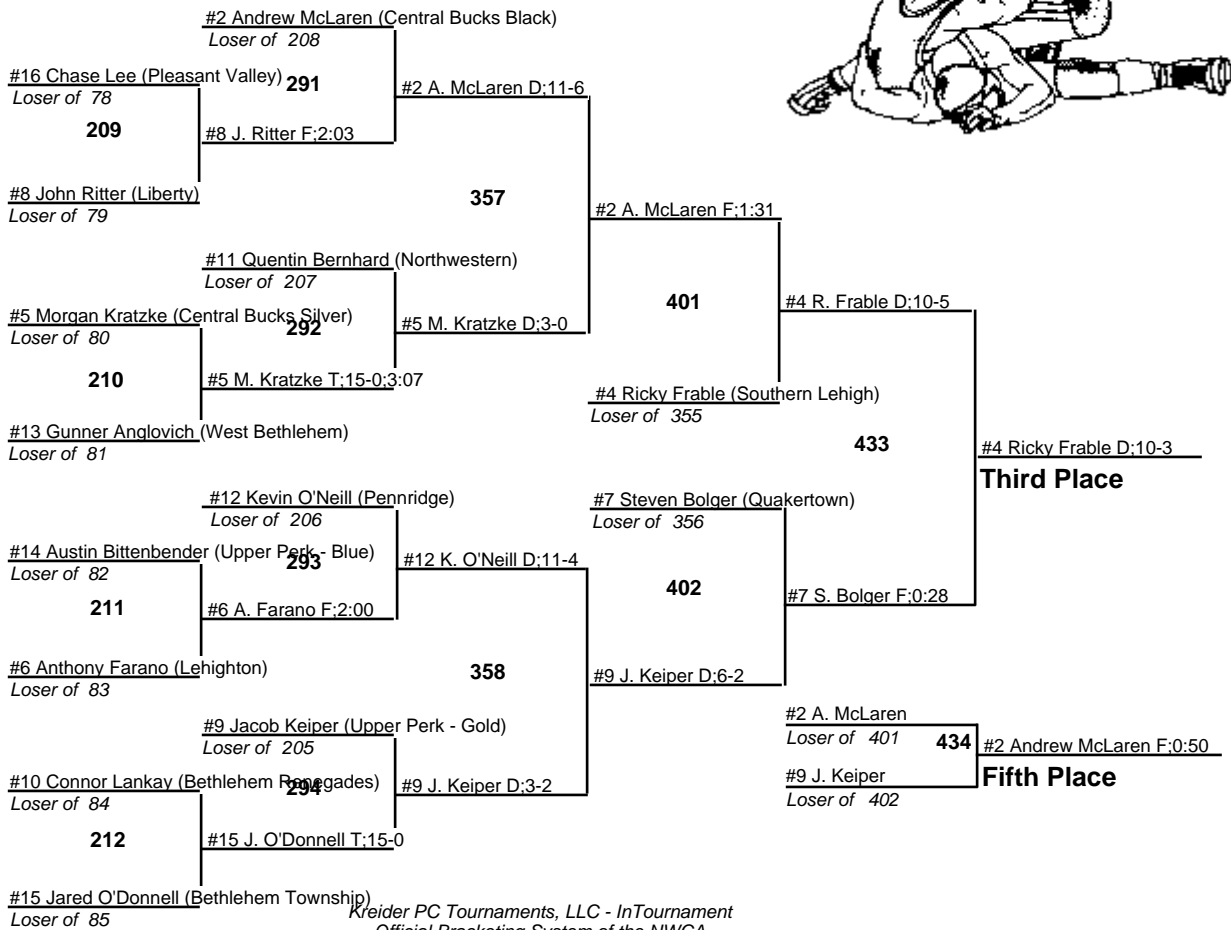 #2 Andrew McLaren (Central Bucks Black)
Loser of 208
#16 Chase Lee (Pleasant Valley)
291
Loser of 78
#2 A. McLaren D;11-6
209
#8 J. Ritter F;2:03
#8 John Ritter (Liberty)
Loser of 79
357
#2 A. McLaren F;1:31
#11 Quentin Bernhard (Northwestern)
Loser of 207
#5 Morgan Kratzke (Central Bucks Silver)
292
Loser of 80
#5 M. Kratzke D;3-0
401
#4 R. Frable D;10-5
210
#5 M. Kratzke T;15-0;3:07
#4 Ricky Frable (Southern Lehigh)
Loser of 355
#13 Gunner Anglovich (West Bethlehem)
Loser of 81
433
#4 Ricky Frable D;10-3
Third Place
#12 Kevin O'Neill (Pennridge)
Loser of 206
#7 Steven Bolger (Quakertown)
Loser of 356
#14 Austin Bittenbender (Upper Perk - Blue)
293
Loser of 82
#12 K. O'Neill D;11-4
402
211
#6 A. Farano F;2:00
#7 S. Bolger F;0:28
#6 Anthony Farano (Lehighton)
Loser of 83
358
#9 J. Keiper D;6-2
#9 Jacob Keiper (Upper Perk - Gold)
Loser of 205
#2 A. McLaren
Loser of 401
434
#2 Andrew McLaren F;0:50
Fifth Place
#9 J. Keiper
Loser of 402
#10 Connor Lankay (Bethlehem Renegades)
294
Loser of 84
#9 J. Keiper D;3-2
212
#15 J. O'Donnell T;15-0
#15 Jared O'Donnell (Bethlehem Township)
Loser of 85
Kreider PC Tournaments, LLC - InTournament
Official Bracketing System of the NWCA